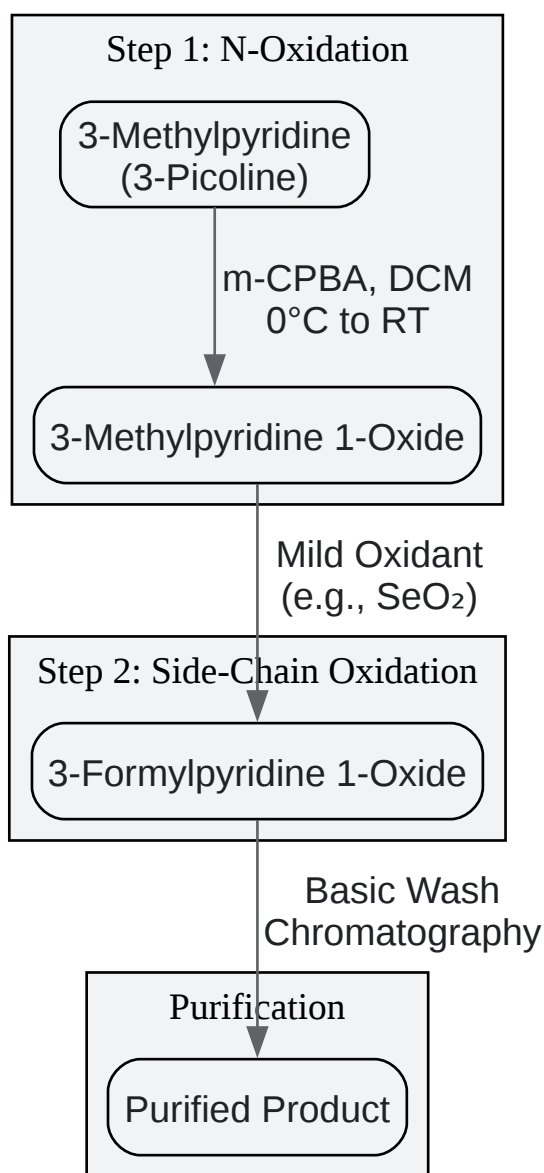 Step 1: N-Oxidation
3-Methylpyridine
(3-Picoline)
m-CPBA, DCM
0°C to RT
3-Methylpyridine 1-Oxide
Mild Oxidant
(e.g., SeO₂)
Step 2: Side-Chain Oxidation
3-Formylpyridine 1-Oxide
Basic Wash
Chromatography
Purification
Purified Product